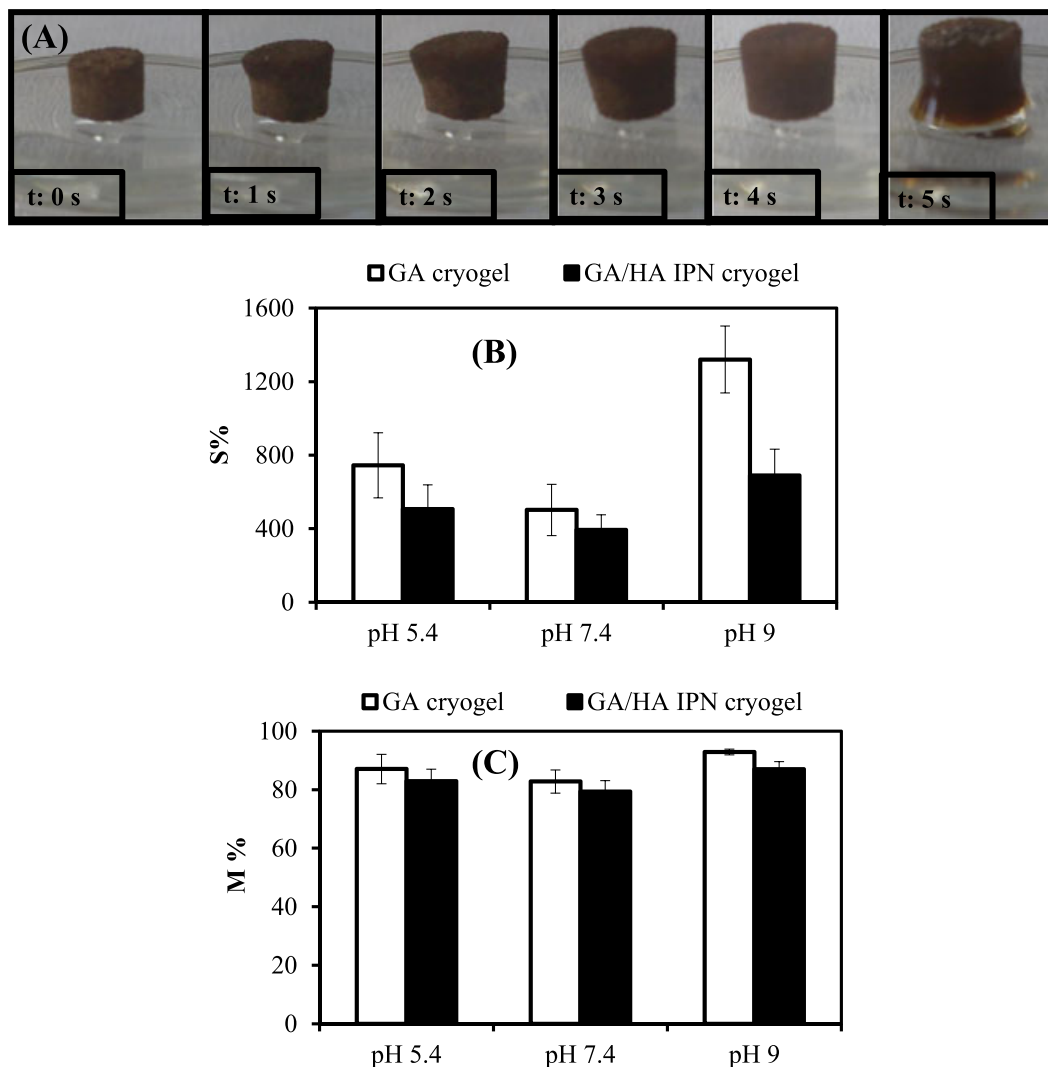 (A)
t: 0 s t: 1 s t: 2 s t: 3 s t: 4 s t: 5 s
GA cryogel GA/HA IPN cryogel
(B)
1600
1200
800
400
0
S%
pH 5.4 pH 7.4 pH 9
GA cryogel GA/HA IPN cryogel
(C)
100
80
60
40
20
0
M %
pH 5.4 pH 7.4 pH 9